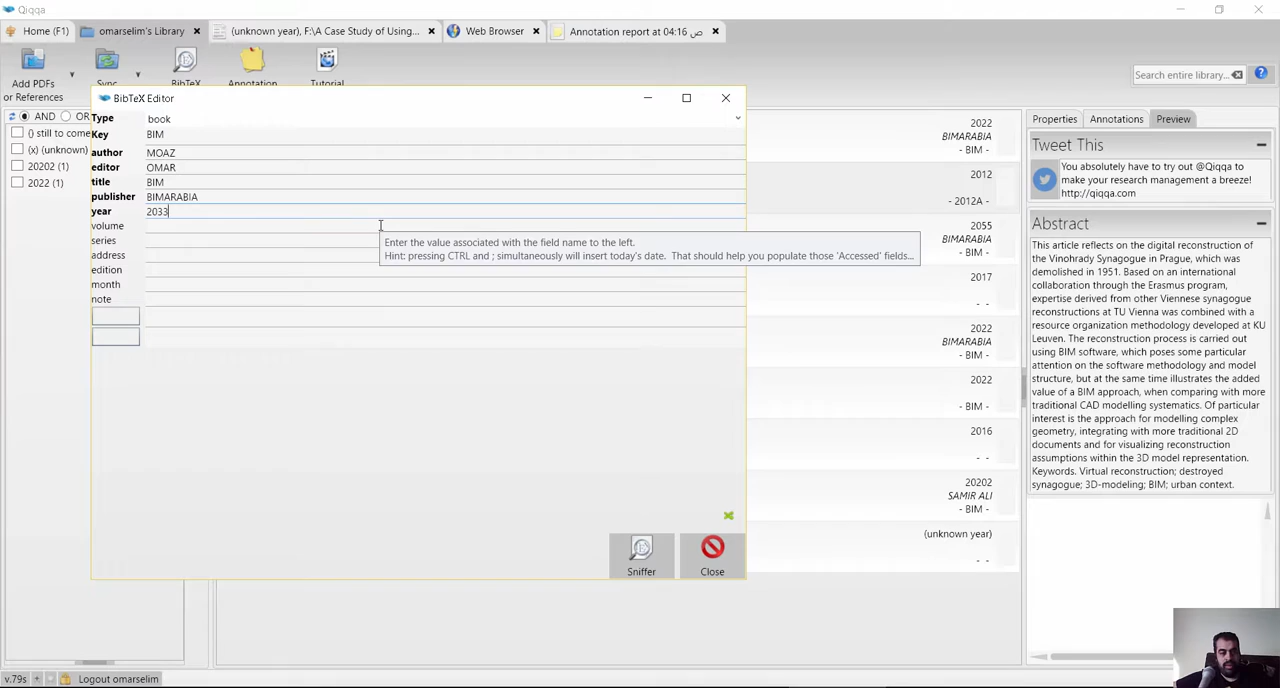 Qiqqa
Home (F1)
omarselim's Library
(unknown year), F:\A Case Study of Using...
Web Browser
Annotation report at 04:16 ص
Add PDFs
or References
Sync
BibTeX
Annotation
Tutorial
Search entire library...
AND
OR
{} still to come
(x) (unknown)
20202 (1)
2022 (1)
BibTeX Editor
Type book
Key BIM
author MOAZ
editor OMAR
title BIM
publisher BIMARABIA
year 2033
volume
series
address
edition
month
note
Enter the value associated with the field name to the left.
Hint: pressing CTRL and ; simultaneously will insert today's date. That should help you populate those 'Accessed' fields...
Sniffer
Close
2022
BIMARABIA
- BIM -
2012
- 2012A -
2055
BIMARABIA
- BIM -
2017
- -
2022
BIMARABIA
- BIM -
2022
- BIM -
2016
- -
20202
SAMIR ALI
- BIM -
(unknown year)
- -
Properties
Annotations
Preview
Tweet This
You absolutely have to try out @Qiqqa to
make your research management a breeze!
http://qiqqa.com
Abstract
This article reflects on the digital reconstruction of
the Vinohrady Synagogue in Prague, which was
demolished in 1951. Based on an international
collaboration through the Erasmus program,
expertise derived from other Viennese synagogue
reconstructions at TU Vienna was combined with a
resource organization methodology developed at KU
Leuven. The reconstruction process is carried out
using BIM software, which poses some particular
attention on the software methodology and model
structure, but at the same time illustrates the added
value of a BIM approach, when comparing with more
traditional CAD modelling systematics. Of particular
interest is the approach for modelling complex
geometry, integrating with more traditional 2D
documents and for visualizing reconstruction
assumptions within the 3D model representation.
Keywords. Virtual reconstruction; destroyed
synagogue; 3D-modeling; BIM; urban context.
v.79s
+
Logout omarselim